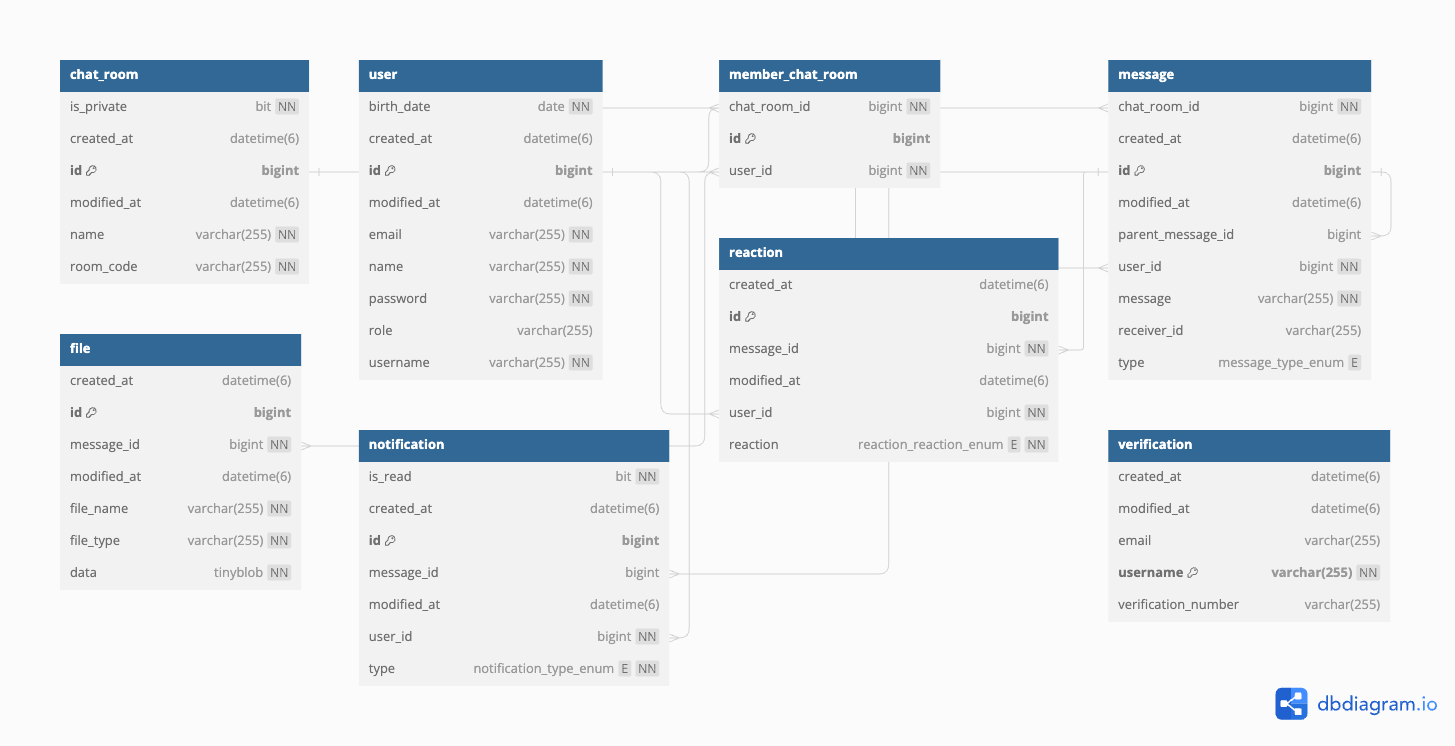 chat_room
is_private bit NN
created_at datetime(6)
id bigint
modified_at datetime(6)
name varchar(255) NN
room_code varchar(255) NN
user
birth_date date NN
created_at datetime(6)
id bigint
modified_at datetime(6)
email varchar(255) NN
name varchar(255) NN
password varchar(255) NN
role varchar(255)
username varchar(255) NN
member_chat_room
chat_room_id bigint NN
id bigint
user_id bigint NN
message
chat_room_id bigint NN
created_at datetime(6)
id bigint
modified_at datetime(6)
parent_message_id bigint
user_id bigint NN
message varchar(255) NN
receiver_id varchar(255)
type message_type_enum E
reaction
created_at datetime(6)
id bigint
message_id bigint NN
modified_at datetime(6)
user_id bigint NN
reaction reaction_reaction_enum E NN
file
created_at datetime(6)
id bigint
message_id bigint NN
modified_at datetime(6)
file_name varchar(255) NN
file_type varchar(255) NN
data tinyblob NN
notification
is_read bit NN
created_at datetime(6)
id bigint
message_id bigint
modified_at datetime(6)
user_id bigint NN
type notification_type_enum E NN
verification
created_at datetime(6)
modified_at datetime(6)
email varchar(255)
username varchar(255) NN
verification_number varchar(255)
dbdiagram.io